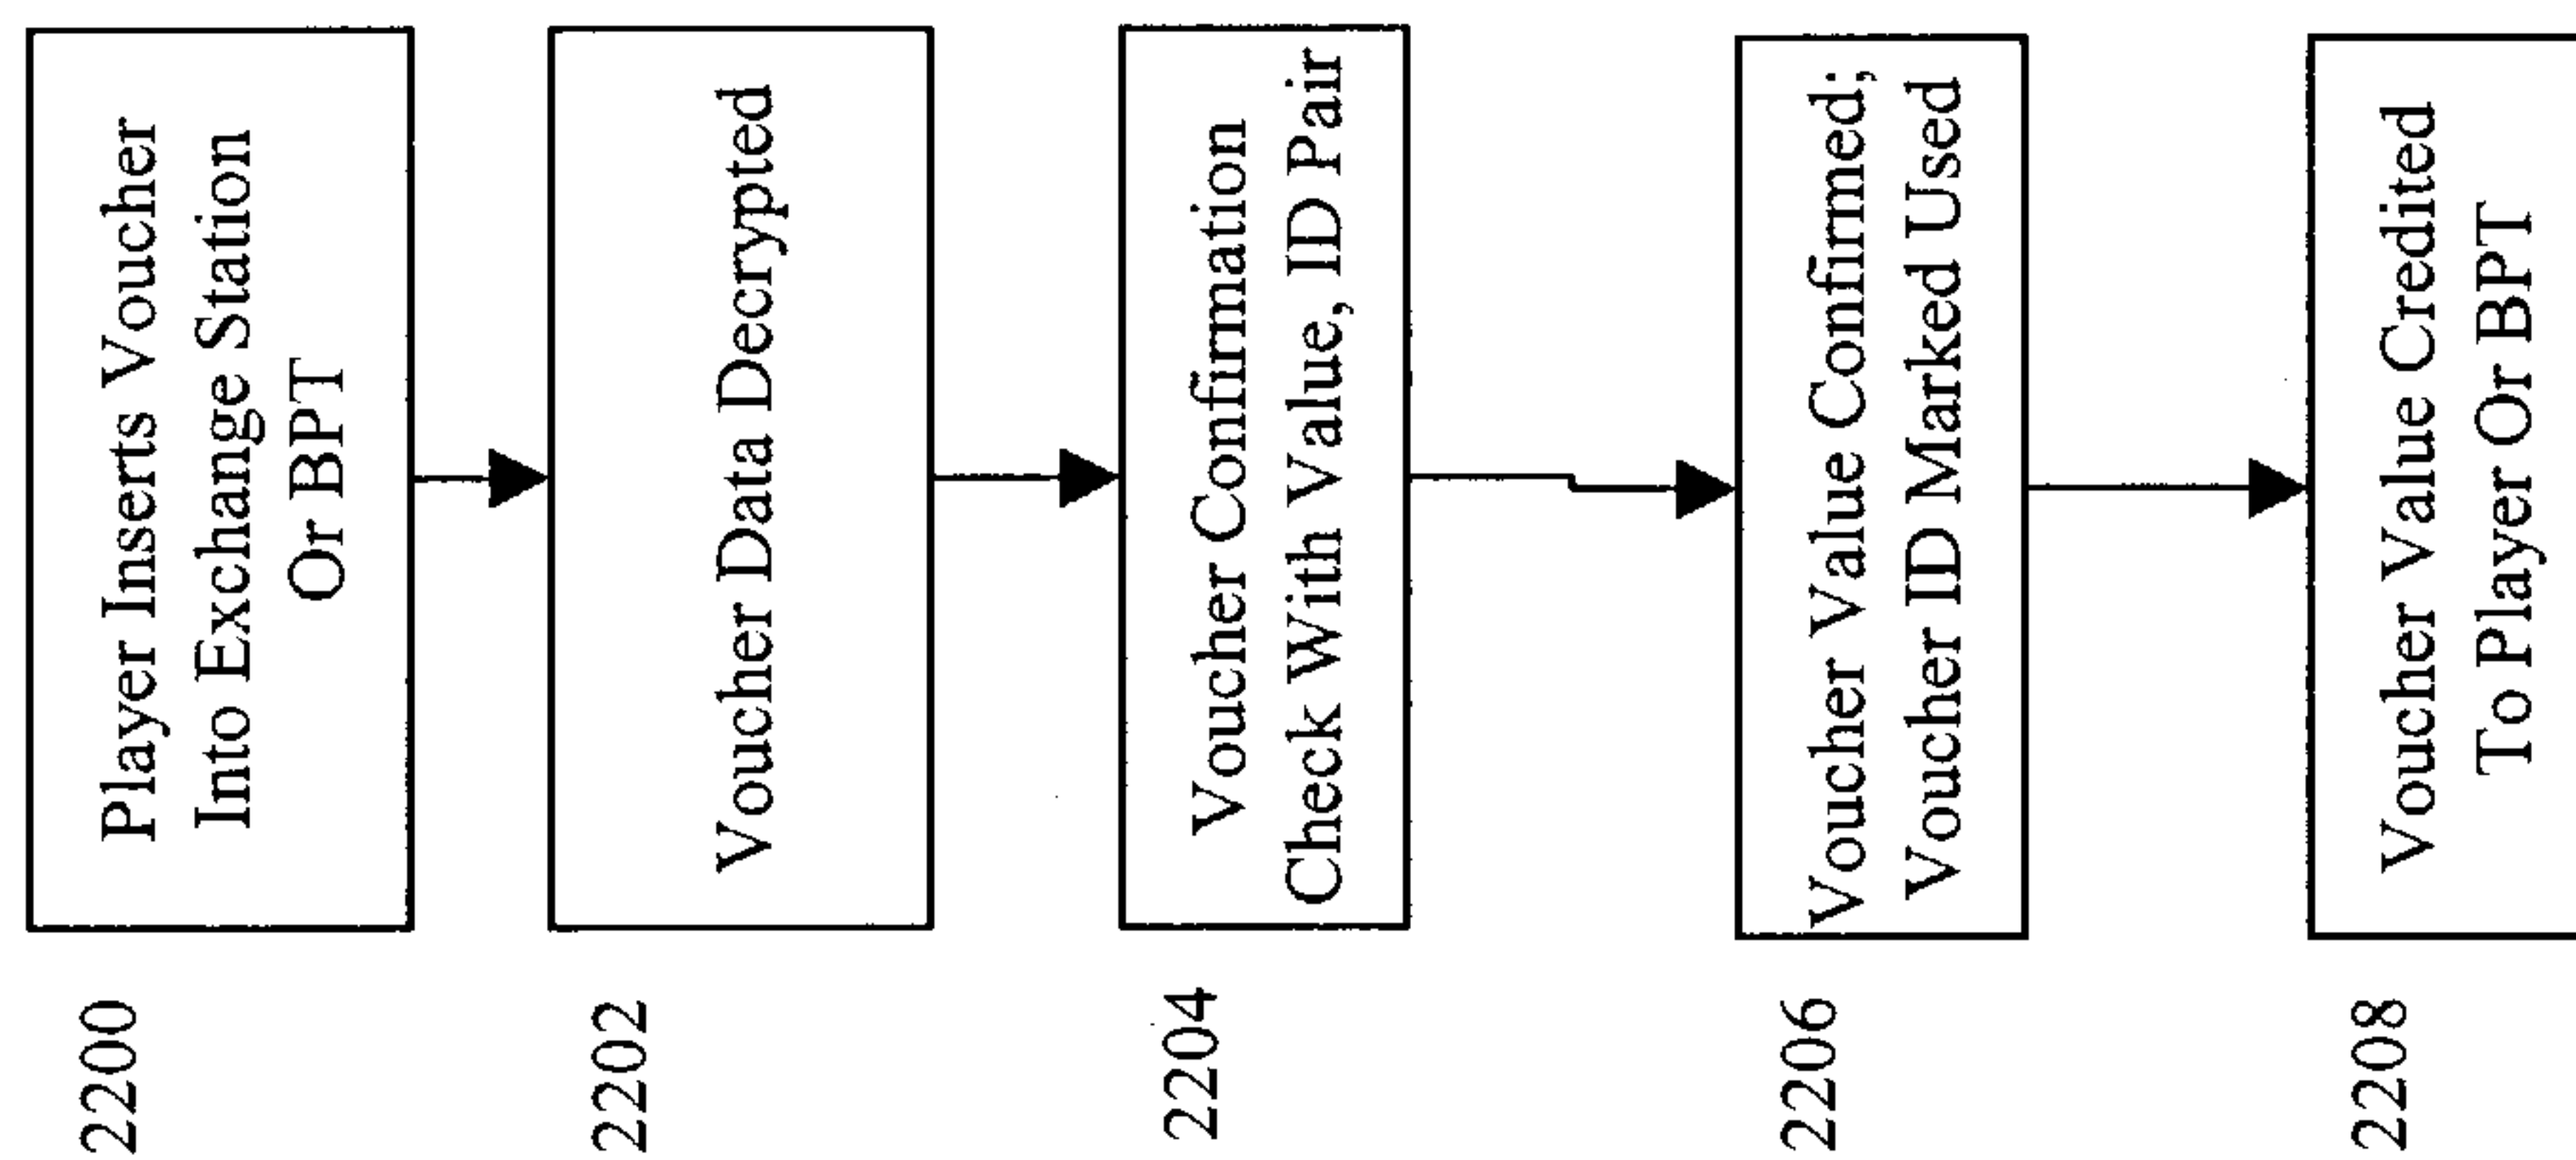 2200
Player Inserts Voucher
Into Exchange Station
Or BPT
2202
Voucher Data Decrypted
2204
Voucher Confirmation
Check With Value, ID Pair
2206
Voucher Value Confirmed;
Voucher ID Marked Used
2208
Voucher Value Credited
To Player Or BPT